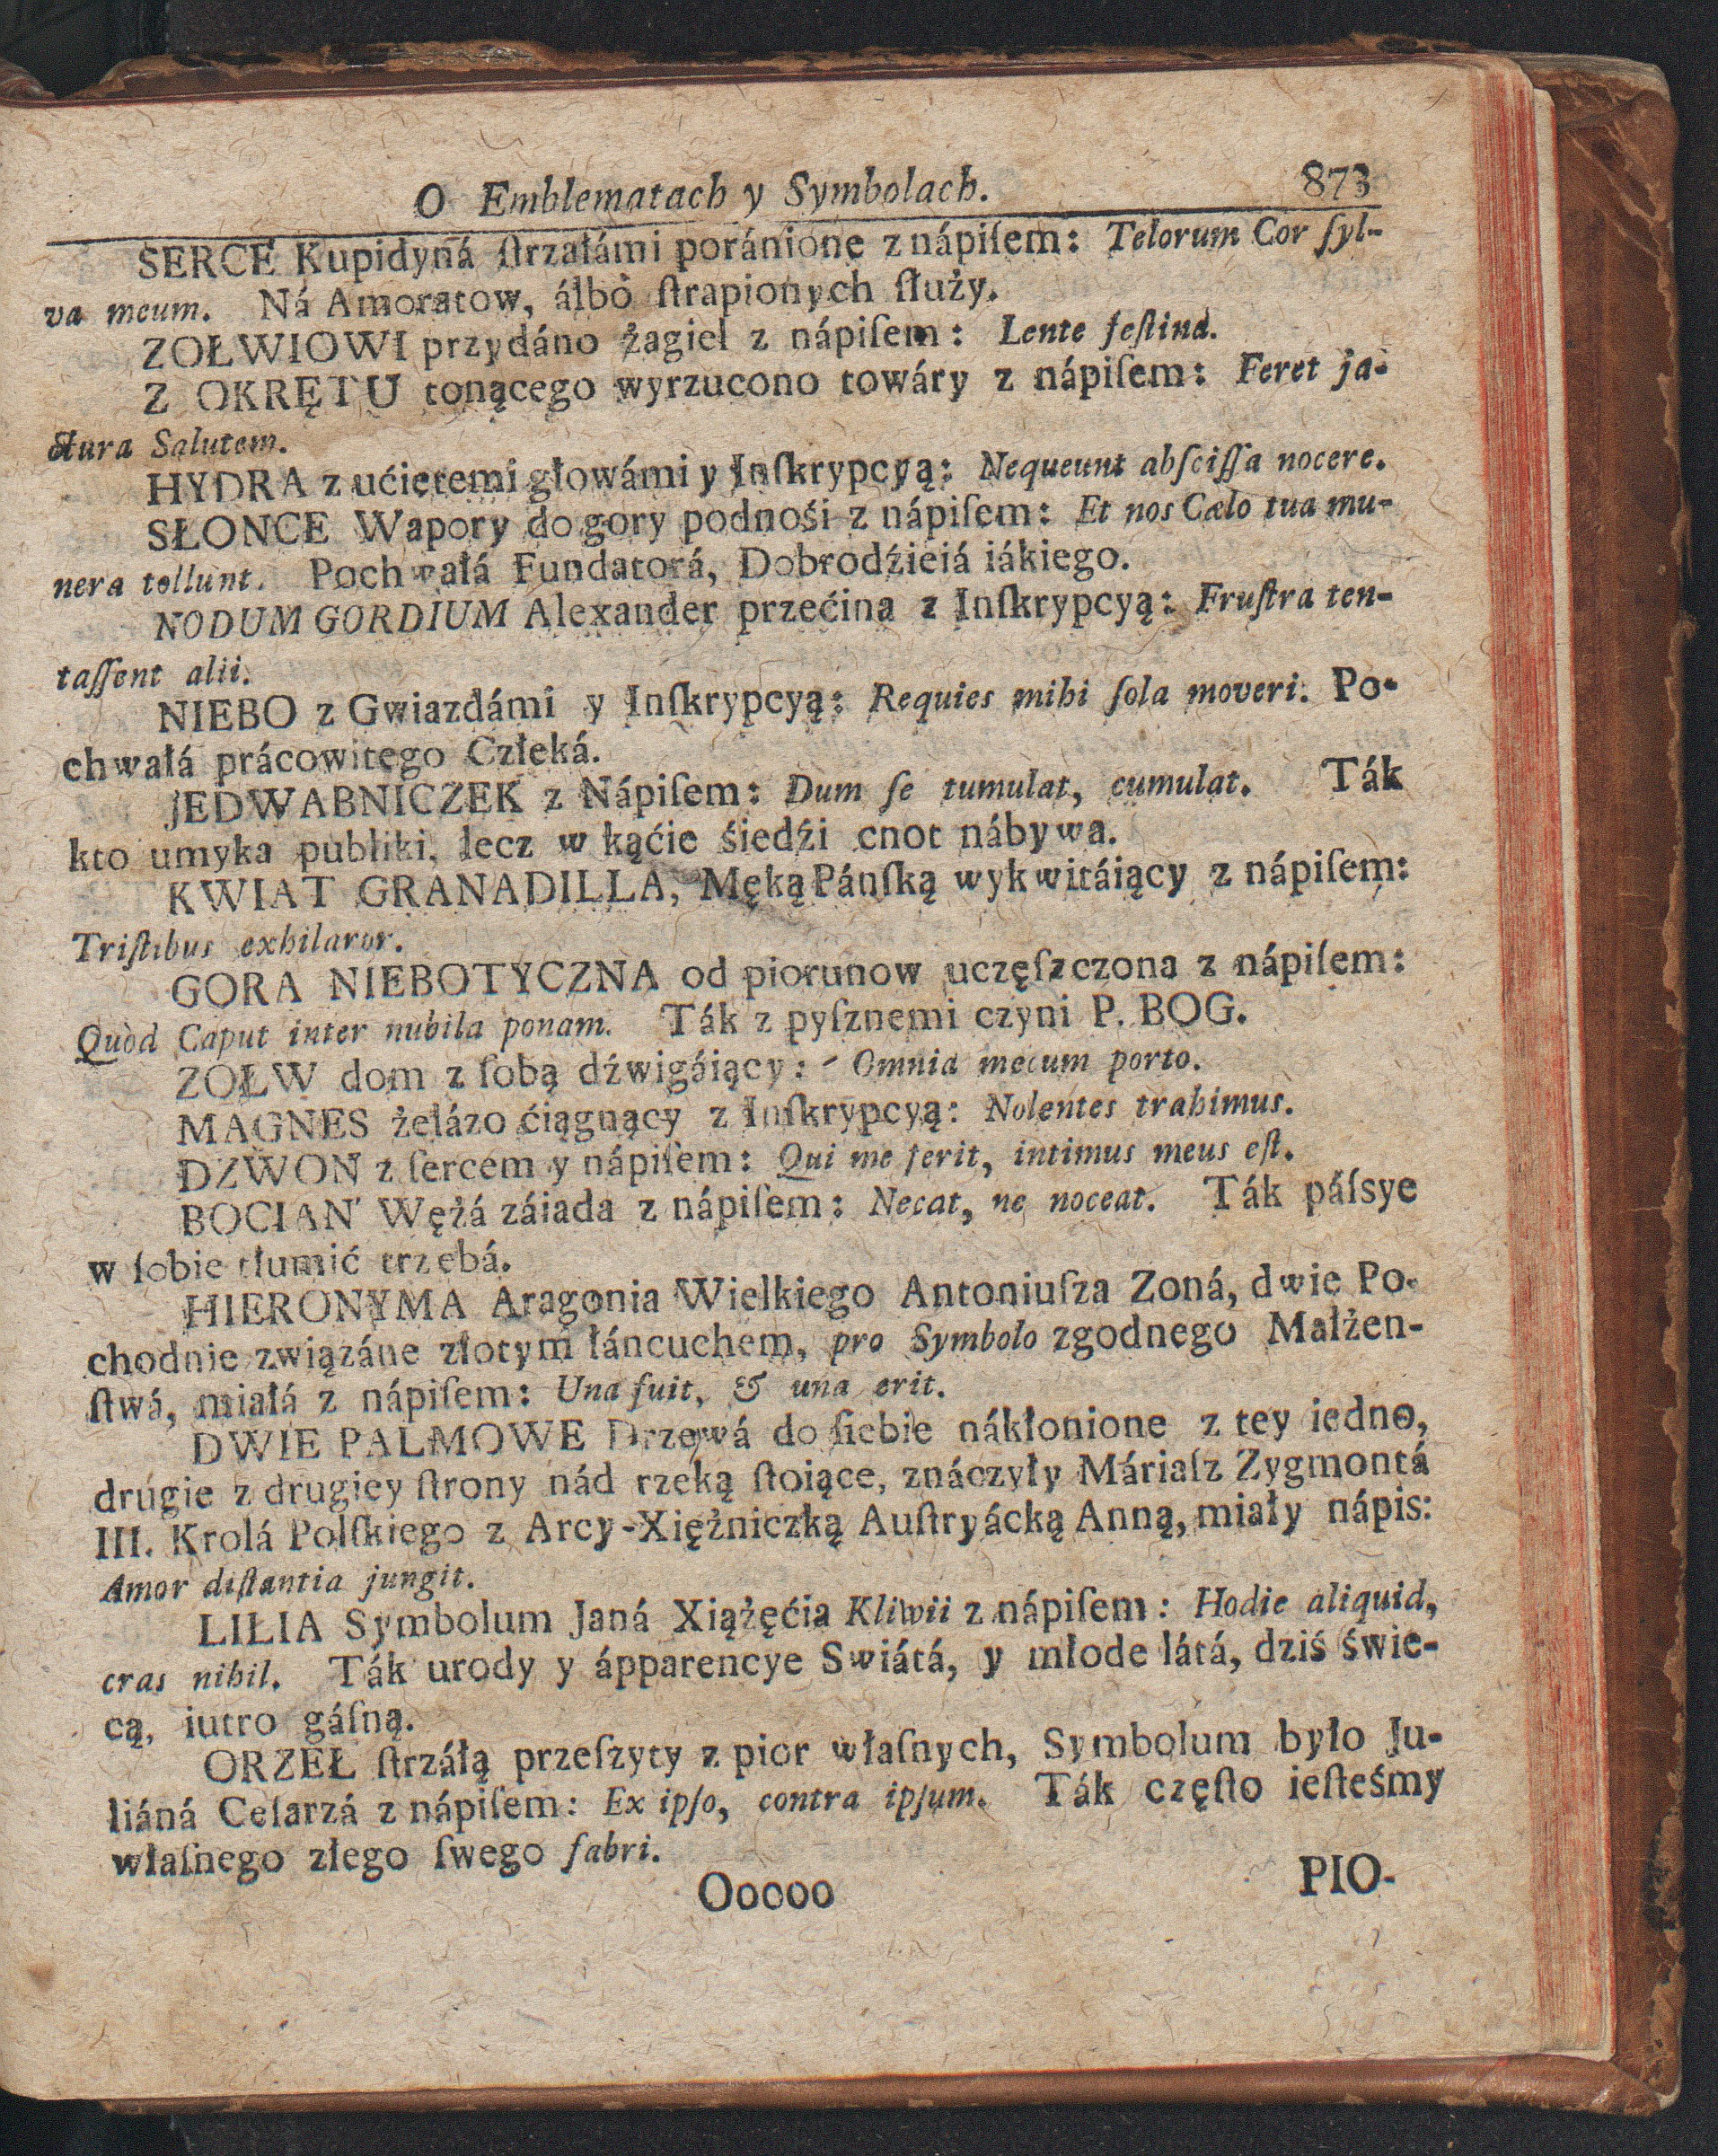 O Emblematach y Symbolach. 873
SERCE Kupidyná ſtrzałámi poránione z nápiſem: Telorum Cor ſyl-
va meum. Ná Amoratow, álbo ſtrapionych ſłuży.
ZOŁWIOWI przydáno żagiel z nápiſem: Lente feſtina.
Z OKRĘTU tonącego wyrzucono towáry z nápiſem: Feret ja-
ctura Salutem.
HYDRA z ućiętemi głowámi y Inſkrypcyą: Nequeunt abſciſſa nocere.
SŁONCE Wapory do gory podnośi z nápiſem: Et nos Cælo tua mu-
nera tollunt. Pochwałá Fundatorá, Dobrodźieiá iákiego.
NODUM GORDIUM Alexander przećina z Inſkrypcyą: Fruſtra ten-
taſſent alii.
NIEBO z Gwiazdámi y Inſkrypcyą: Requies mihi ſola moveri. Po-
chwałá prácowitego Człeká.
JEDWABNICZEK z Nápiſem: Dum ſe tumulat, cumulat. Ták
kto umyka publiki, lecz w kąćie śiedźi cnot nábywa.
KWIAT GRANADILLA, Męką Páńſką wykwitáiący z nápiſem:
Triſtibus exhilaror.
GORA NIEBOTYCZNA od piorunow uczęſzczona z nápiſem:
Quòd Caput inter nubila ponam. Ták z pyſznemi czyni P. BOG.
ZOŁW dom z ſobą dźwigáiący: Omnia mecum porto.
MAGNES żelázo ćiągnący z Inſkrypcyą: Nolentes trahimus.
DZWON z ſercem y nápiſem: Qui me ferit, intimus meus eſt.
BOCIAN Wężá záiada z nápiſem: Necat, ne noceat. Ták páſsye
w ſobie tłumić trzebá.
HIERONYMA Aragonia Wielkiego Antoniuſza Zoná, dwie Po-
chodnie związáne złotym łáncuchem, pro Symbolo zgodnego Małżen-
ſtwá, miałá z nápiſem: Una fuit, & una erit.
DWIE PALMOWE Drzewá do ſiebie nákłonione z tey iedno,
drugie z drugiey ſtrony nád rzeką ſtoiące, znáczyły Máriaſz Zygmontá
III. Krolá Polſkiego z Arcy-Xiężniczką Auſtryácką Anną, miały nápis:
Amor diſtantia jungit.
LILIA Symbolum Janá Xiążęćia Kliwii z nápiſem: Hodie aliquid,
cras nihil. Ták urody y ápparencye Swiátá, y młode látá, dziś świe-
cą, iutro gáſną.
ORZEŁ ſtrzáłą przeſzyty z pior właſnych, Symbolum było Ju-
liáná Ceſarzá z nápiſem: Ex ipſo, contra ipſum. Ták często ieſteśmy
właſnego złego ſwego fabri.
Ooooo PIO-